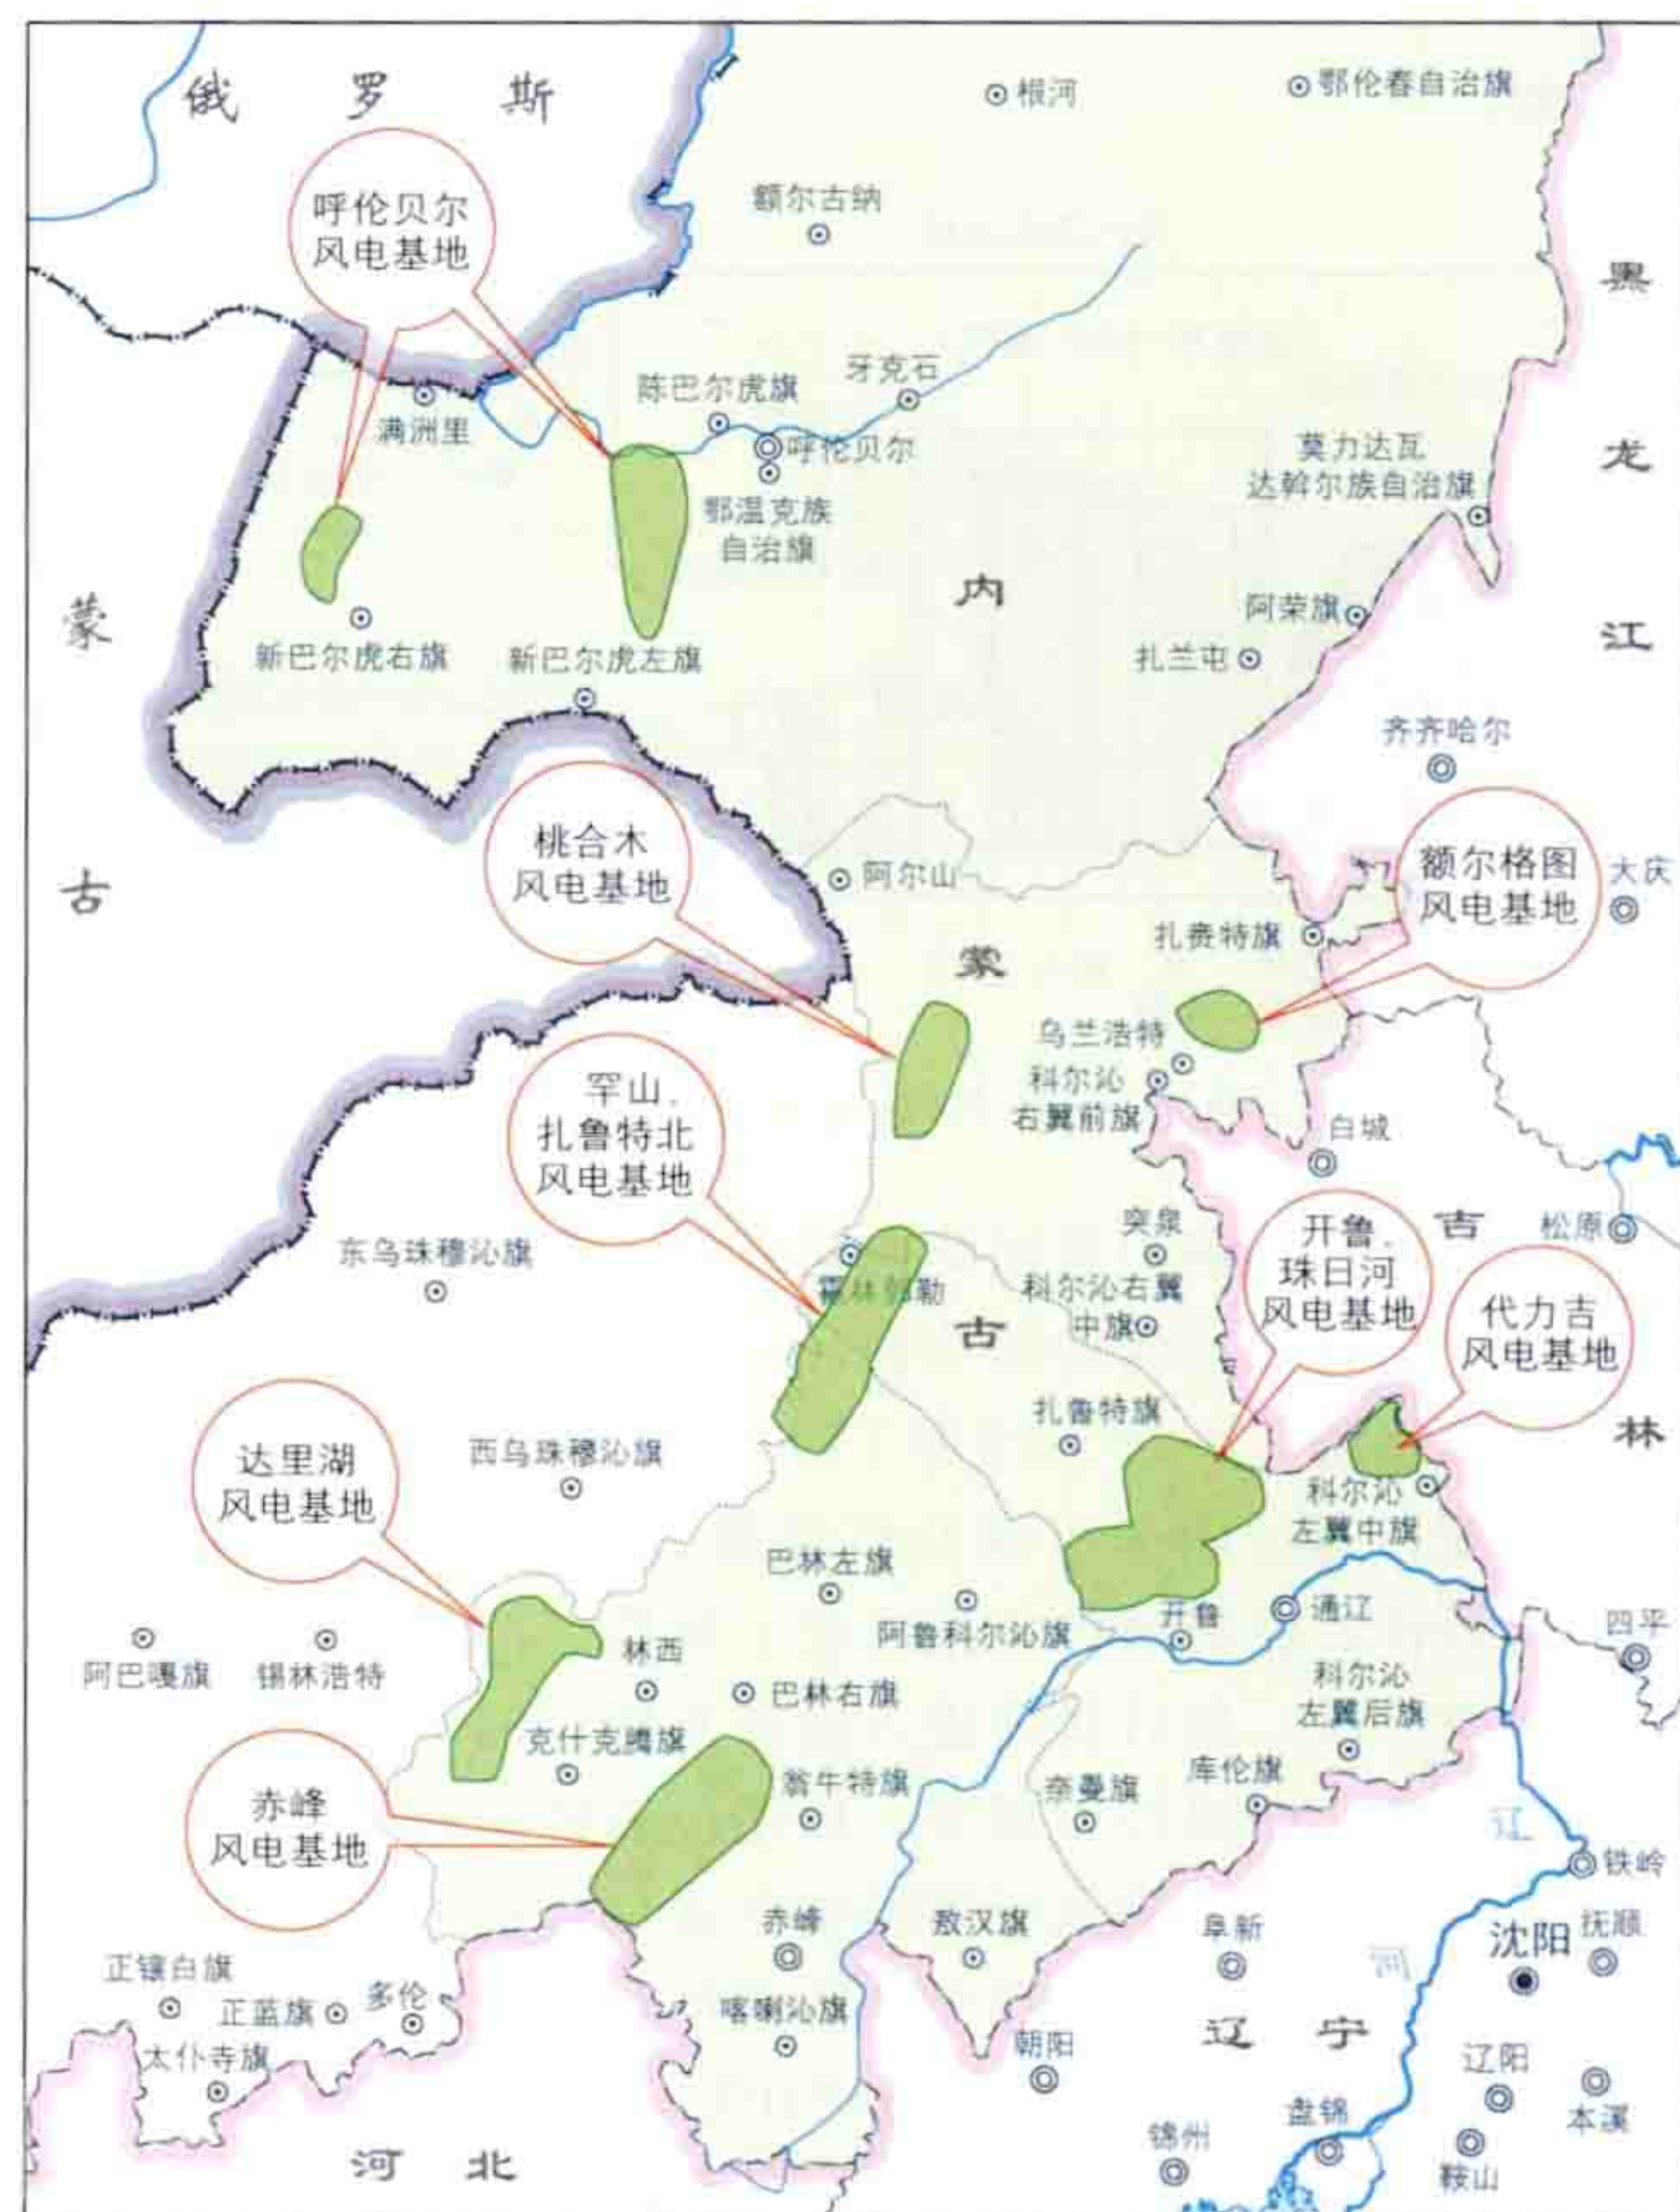 俄罗斯
根河
鄂伦春自治旗
呼伦贝尔
风电基地
额尔古纳
黑龙江
陈巴尔虎旗
牙克石
满洲里
呼伦贝尔
鄂温克族
自治旗
莫力达瓦
达斡尔族自治旗
内蒙古
阿荣旗
扎兰屯
蒙古
新巴尔虎右旗
新巴尔虎左旗
齐齐哈尔
桃合木
风电基地
阿尔山
额尔格图
风电基地
大庆
扎赉特旗
乌兰浩特
科尔沁
右翼前旗
罕山、
扎鲁特北
风电基地
白城
突泉
吉林
松原
开鲁、
珠日河
风电基地
东乌珠穆沁旗
霍林郭勒
科尔沁右翼
中旗
代力吉
风电基地
扎鲁特旗
西乌珠穆沁旗
达里湖
风电基地
科尔沁
左翼中旗
巴林左旗
阿鲁科尔沁旗
开鲁
通辽
四平
阿巴嘎旗
锡林浩特
林西
巴林右旗
科尔沁
左翼后旗
克什克腾旗
翁牛特旗
奈曼旗
库伦旗
赤峰
风电基地
辽河
铁岭
赤峰
敖汉旗
阜新
沈阳
抚顺
正镶白旗
正蓝旗
多伦
喀喇沁旗
辽宁
太仆寺旗
朝阳
辽阳
本溪
盘锦
锦州
鞍山
河北